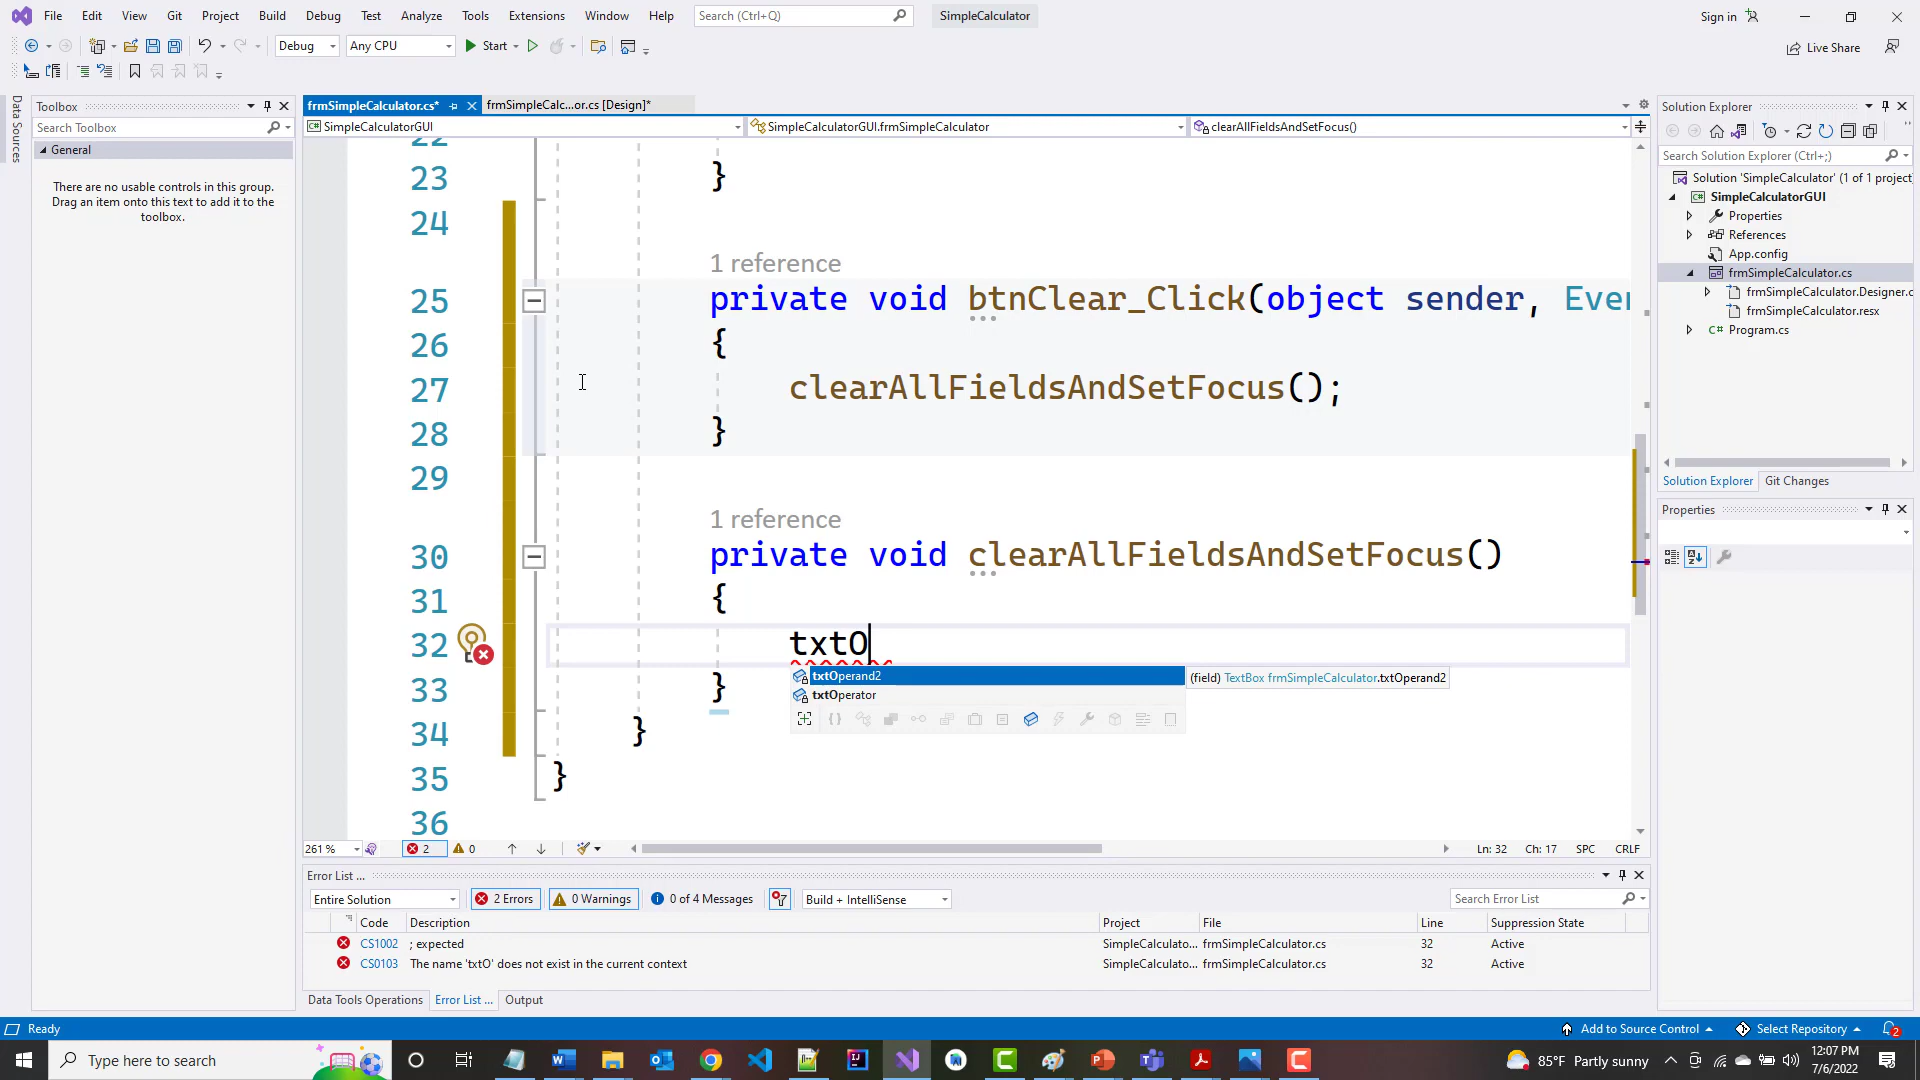 File Edit View Git Project Build Debug Test Analyze Tools Extensions Window Help Search (Ctrl+Q) SimpleCalculator Sign in
Debug Any CPU Start Live Share
Data Sources
Toolbox
Search Toolbox
General
There are no usable controls in this group.
Drag an item onto this text to add it to the
toolbox.
frmSimpleCalculator.cs* frmSimpleCalc...or.cs [Design]*
SimpleCalculatorGUI SimpleCalculatorGUI.frmSimpleCalculator clearAllFieldsAndSetFocus()
22
23 }
24
1 reference
25 private void btnClear_Click(object sender, Even
26 {
27 clearAllFieldsAndSetFocus();
28 }
29
1 reference
30 private void clearAllFieldsAndSetFocus()
31 {
32 txtO
txtOperand2 (field) TextBox frmSimpleCalculator.txtOperand2
txtOperator
33 }
34 }
35 }
36
261 % 2 0 Ln: 32 Ch: 17 SPC CRLF
Error List ...
Entire Solution 2 Errors 0 Warnings 0 of 4 Messages Build + IntelliSense Search Error List
Code Description Project File Line Suppression State
CS1002 ; expected SimpleCalculato... frmSimpleCalculator.cs 32 Active
CS0103 The name 'txtO' does not exist in the current context SimpleCalculato... frmSimpleCalculator.cs 32 Active
Data Tools Operations Error List ... Output
Solution Explorer
Search Solution Explorer (Ctrl+;)
Solution 'SimpleCalculator' (1 of 1 project)
SimpleCalculatorGUI
Properties
References
App.config
frmSimpleCalculator.cs
frmSimpleCalculator.Designer.c
frmSimpleCalculator.resx
Program.cs
Solution Explorer Git Changes
Properties
Ready Add to Source Control Select Repository 2
Type here to search 85°F Partly sunny 12:07 PM
7/6/2022